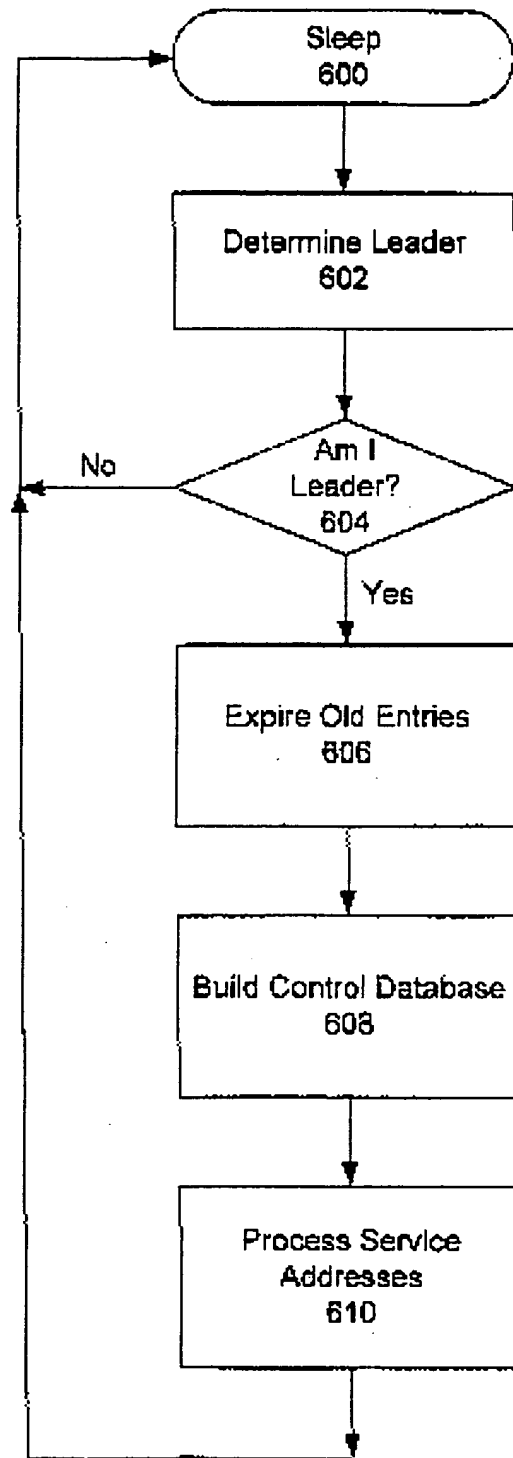 Sleep
600
Determine Leader
602
Am I
Leader?
604
No
Yes
Expire Old Entries
606
Build Control Database
608
Process Service
Addresses
610